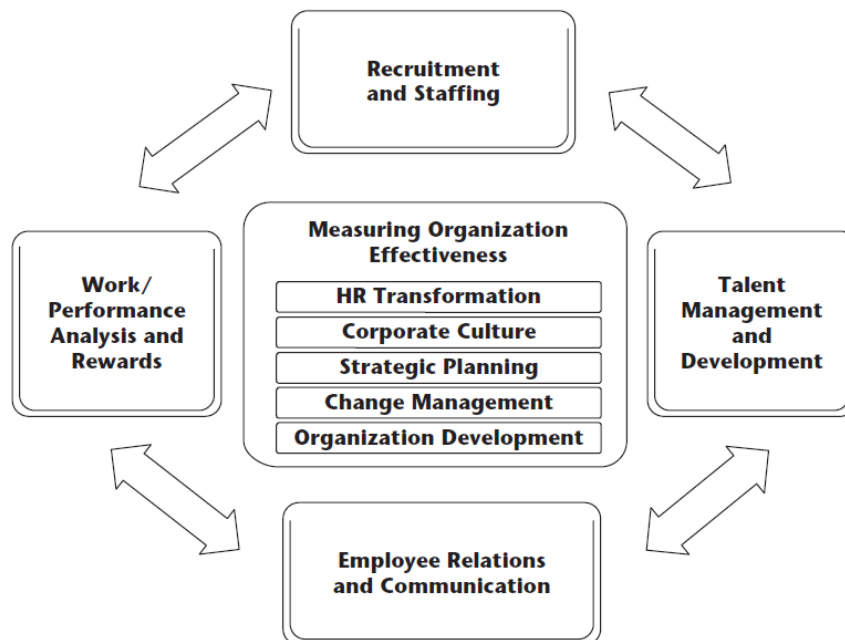 Recruitment
and Staffing
Measuring Organization
Effectiveness
HR Transformation
Corporate Culture
Strategic Planning
Change Management
Organization Development
Work/
Performance
Analysis and
Rewards
Talent
Management
and
Development
Employee Relations
and Communication